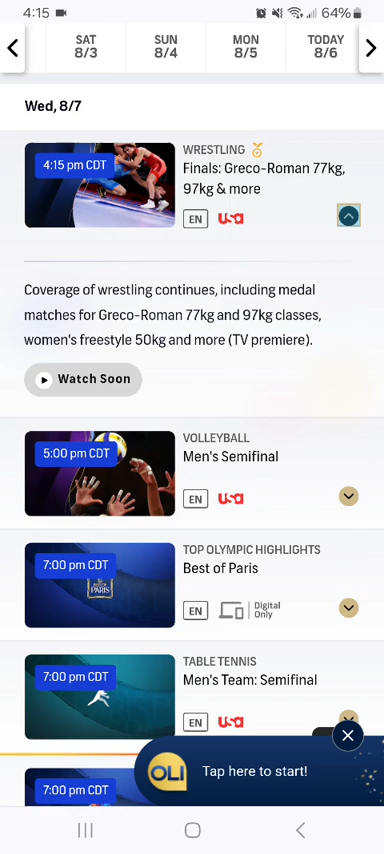 4:15
64%
SAT
8/3
SUN
8/4
MON
8/5
TODAY
8/6
Wed, 8/7
4:15 pm CDT
WRESTLING
Finals: Greco-Roman 77kg,
97kg & more
EN
usa
Coverage of wrestling continues, including medal
matches for Greco-Roman 77kg and 97kg classes,
women's freestyle 50kg and more (TV premiere).
Watch Soon
5:00 pm CDT
VOLLEYBALL
Men's Semifinal
EN
usa
7:00 pm CDT
PARIS
TOP OLYMPIC HIGHLIGHTS
Best of Paris
EN
Digital
Only
7:00 pm CDT
TABLE TENNIS
Men's Team: Semifinal
EN
usa
OLI
Tap here to start!
7:00 pm CDT